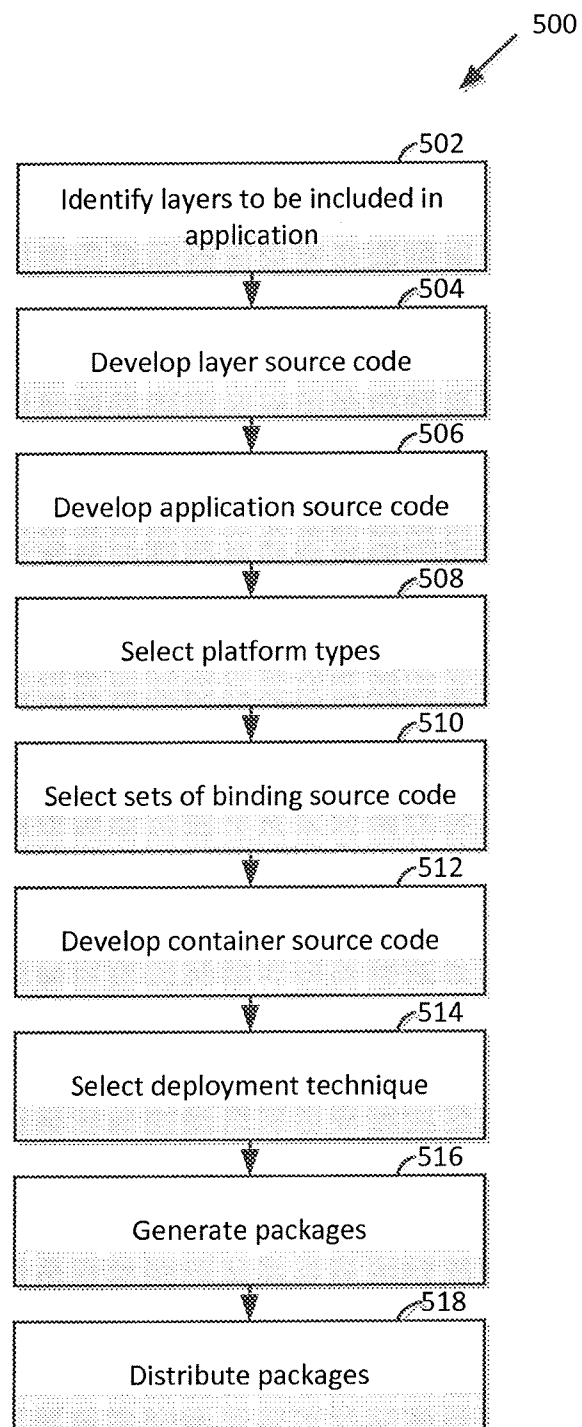 500
502
Identify layers to be included in
application
504
Develop layer source code
506
Develop application source code
508
Select platform types
510
Select sets of binding source code
512
Develop container source code
514
Select deployment technique
516
Generate packages
518
Distribute packages